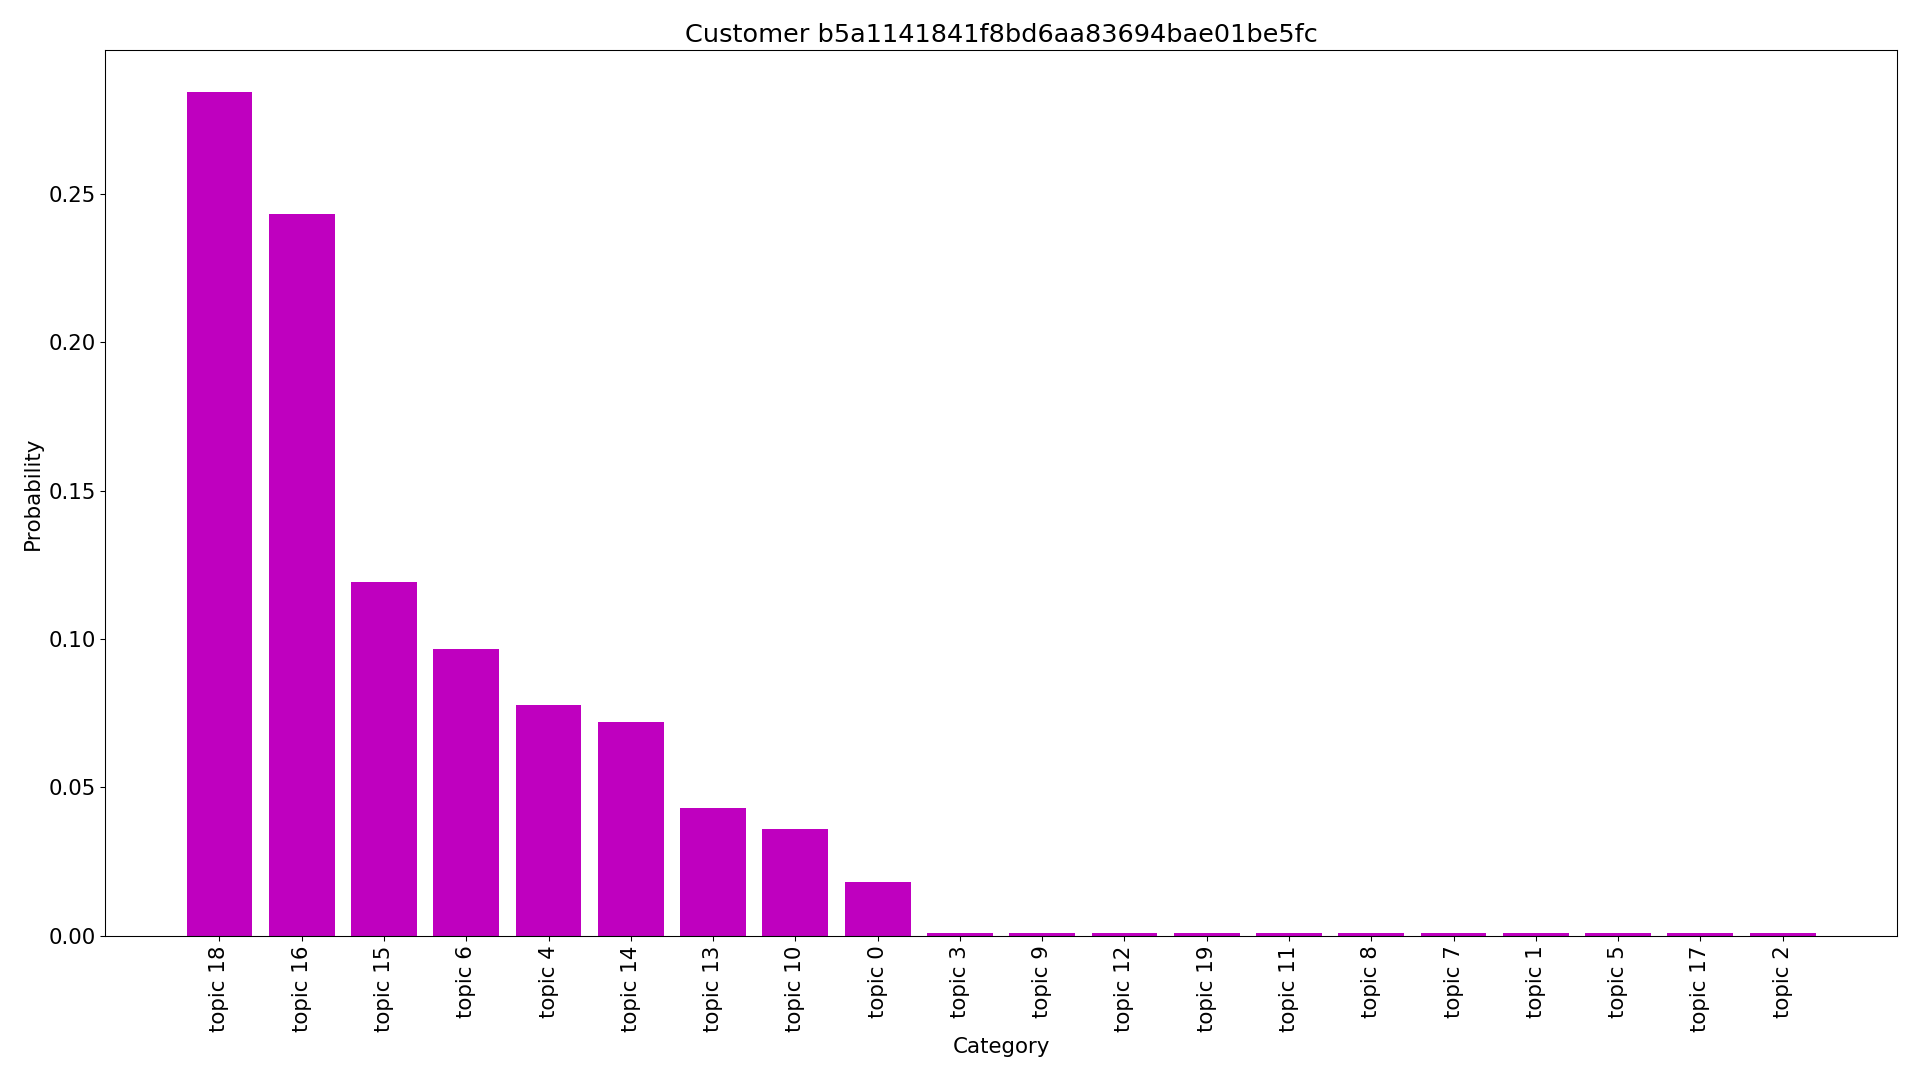 Customer b5a1141841f8bd6aa83694bae01be5fc
Probability
0.25
0.20
0.15
0.10
0.05
0.00
topic 18
topic 16
topic 15
topic 6
topic 4
topic 14
topic 13
topic 10
topic 0
topic 3
topic 9
topic 12
topic 19
topic 11
topic 8
topic 7
topic 1
topic 5
topic 17
topic 2
Category